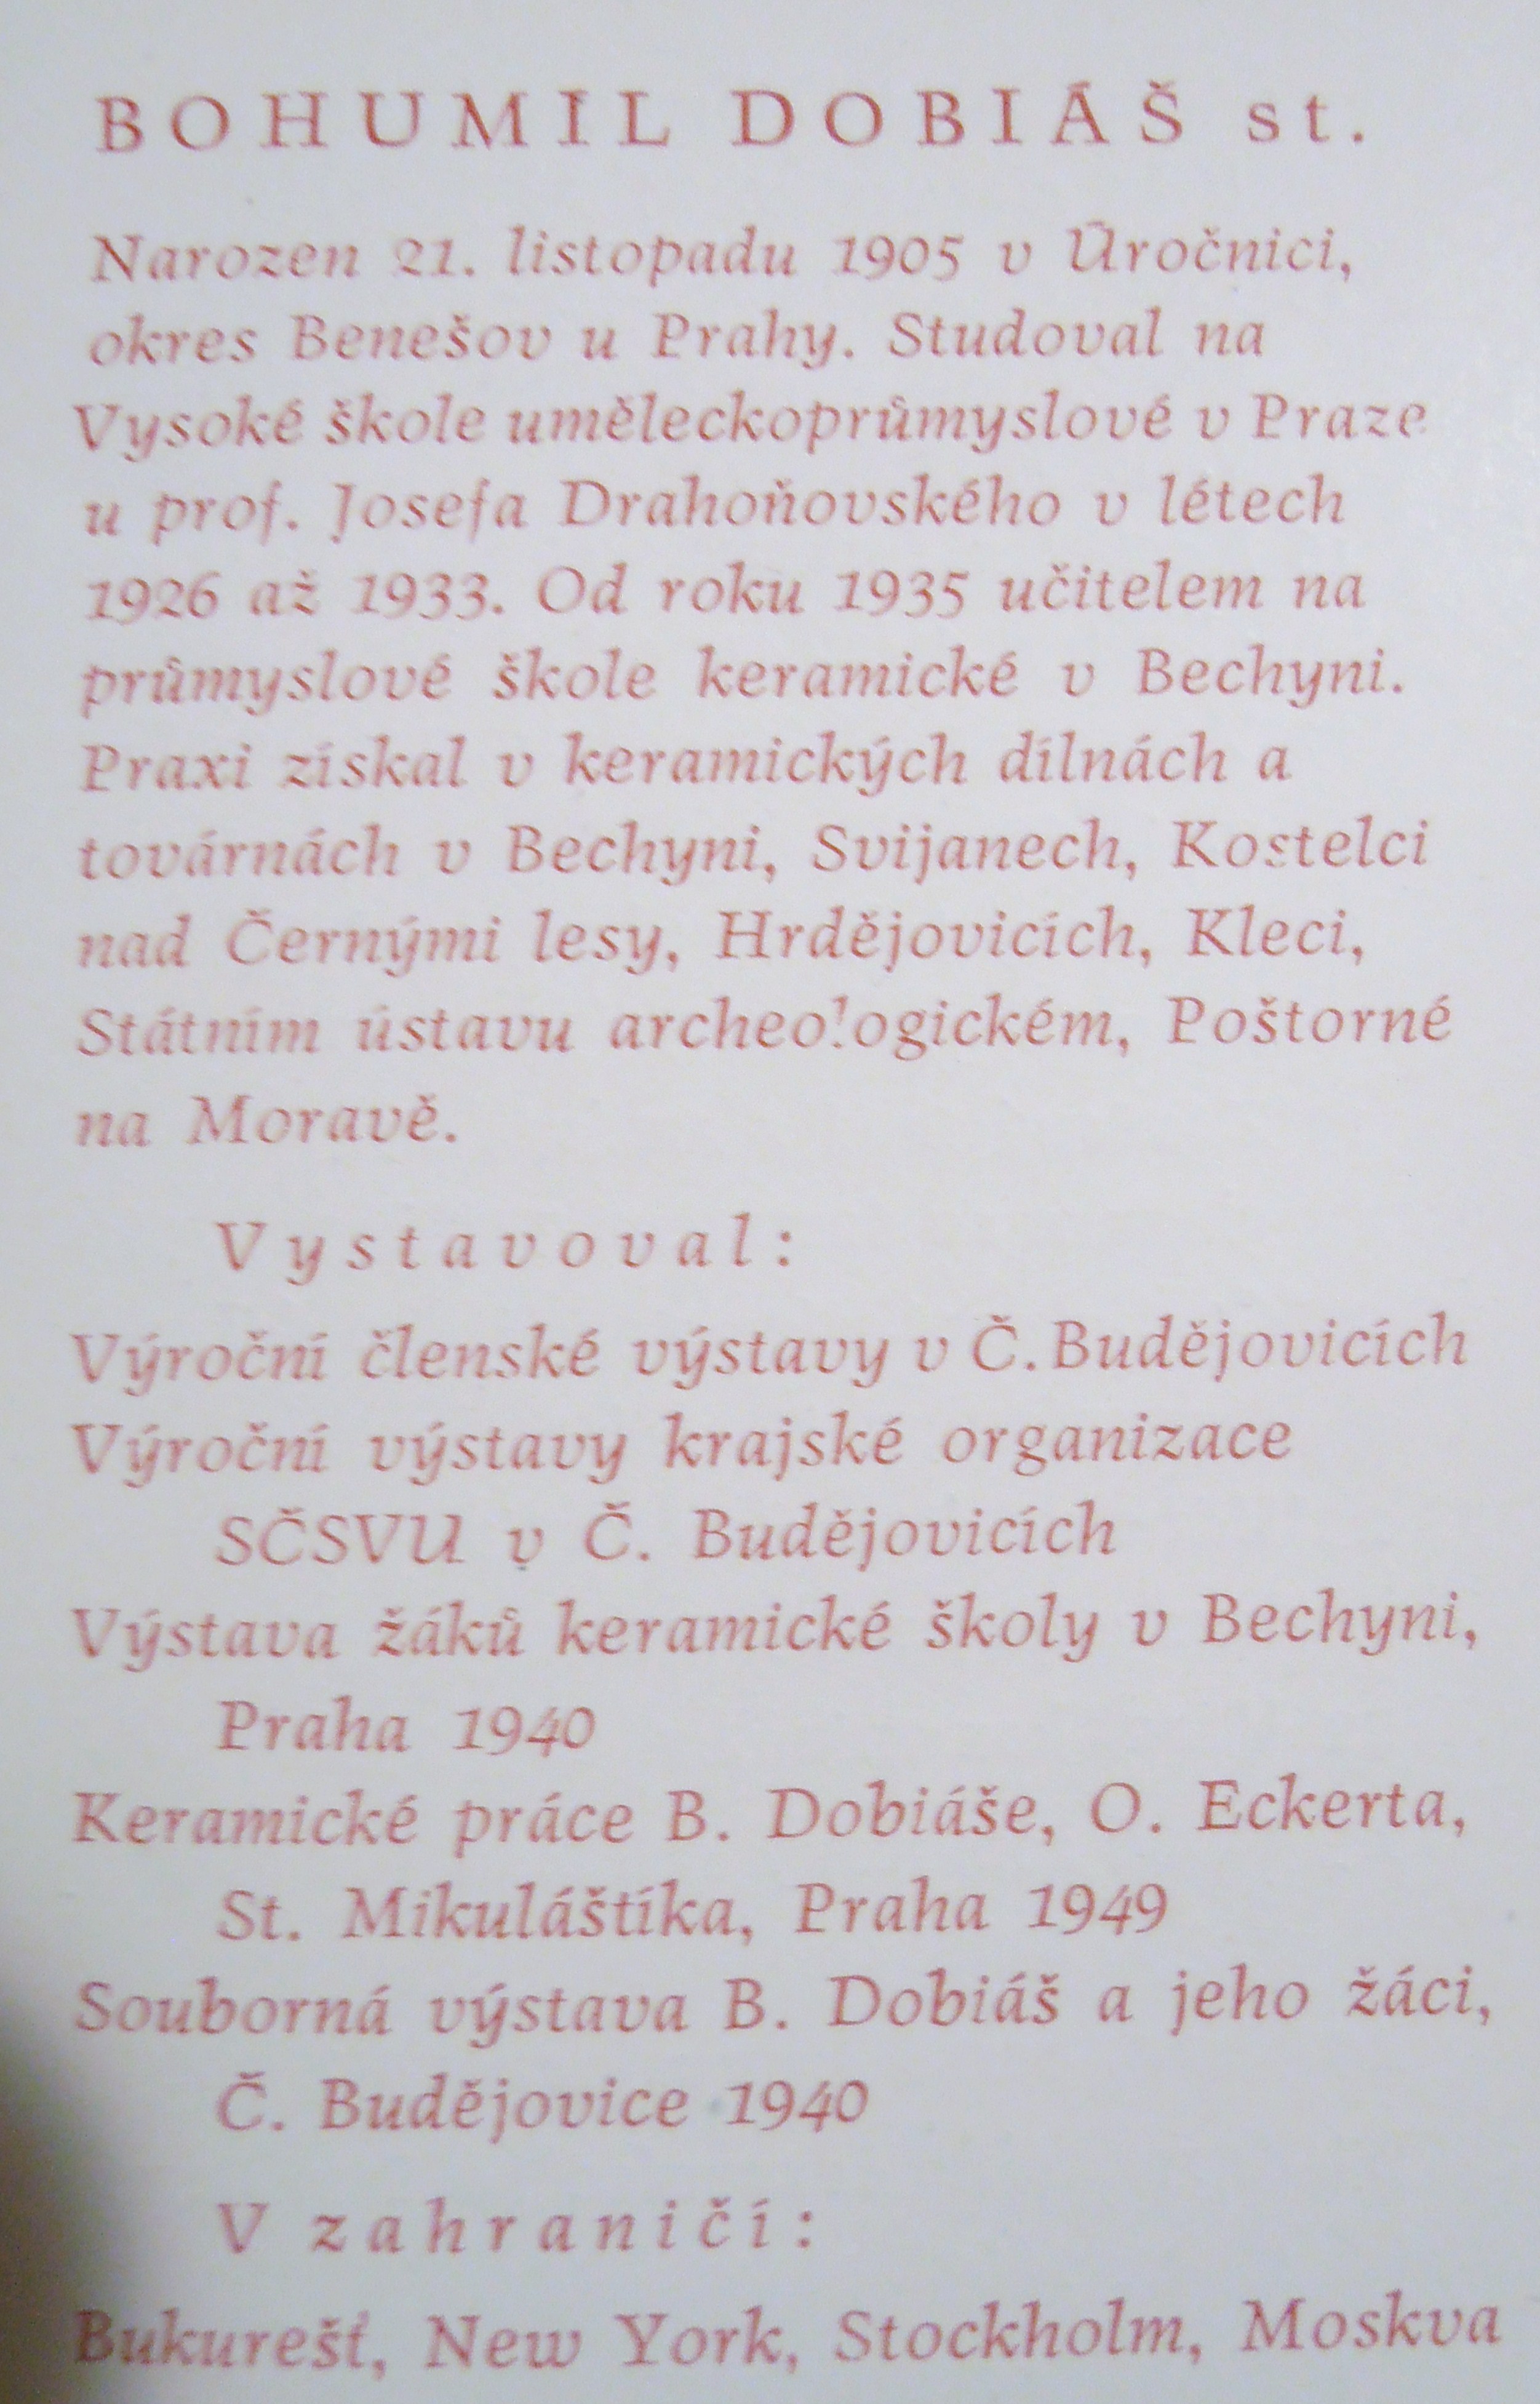 BOHUMIL DOBIÁŠ st.
Narozen 21. listopadu 1905 v Úročnici,
okres Benešov u Prahy. Studoval na
Vysoké škole uměleckoprůmyslové v Praze
u prof. Josefa Drahoňovského v létech
1926 až 1933. Od roku 1935 učitelem na
průmyslové škole keramické v Bechyni.
Praxi získal v keramických dílnách a
továrnách v Bechyni, Svijanech, Kostelci
nad Černými lesy, Hrdějovicích, Kleci,
Státním ústavu archeologickém, Poštorné
na Moravě.
Vystavoval:
Výroční členské výstavy v Č. Budějovicích
Výroční výstavy krajské organizace
SČSVU v Č. Budějovicích
Výstava žáků keramické školy v Bechyni,
Praha 1940
Keramické práce B. Dobiáše, O. Eckerta,
St. Mikuláštíka, Praha 1949
Souborná výstava B. Dobiáš a jeho žáci,
Č. Budějovice 1940
V zahraničí:
Bukurešť, New York, Stockholm, Moskva